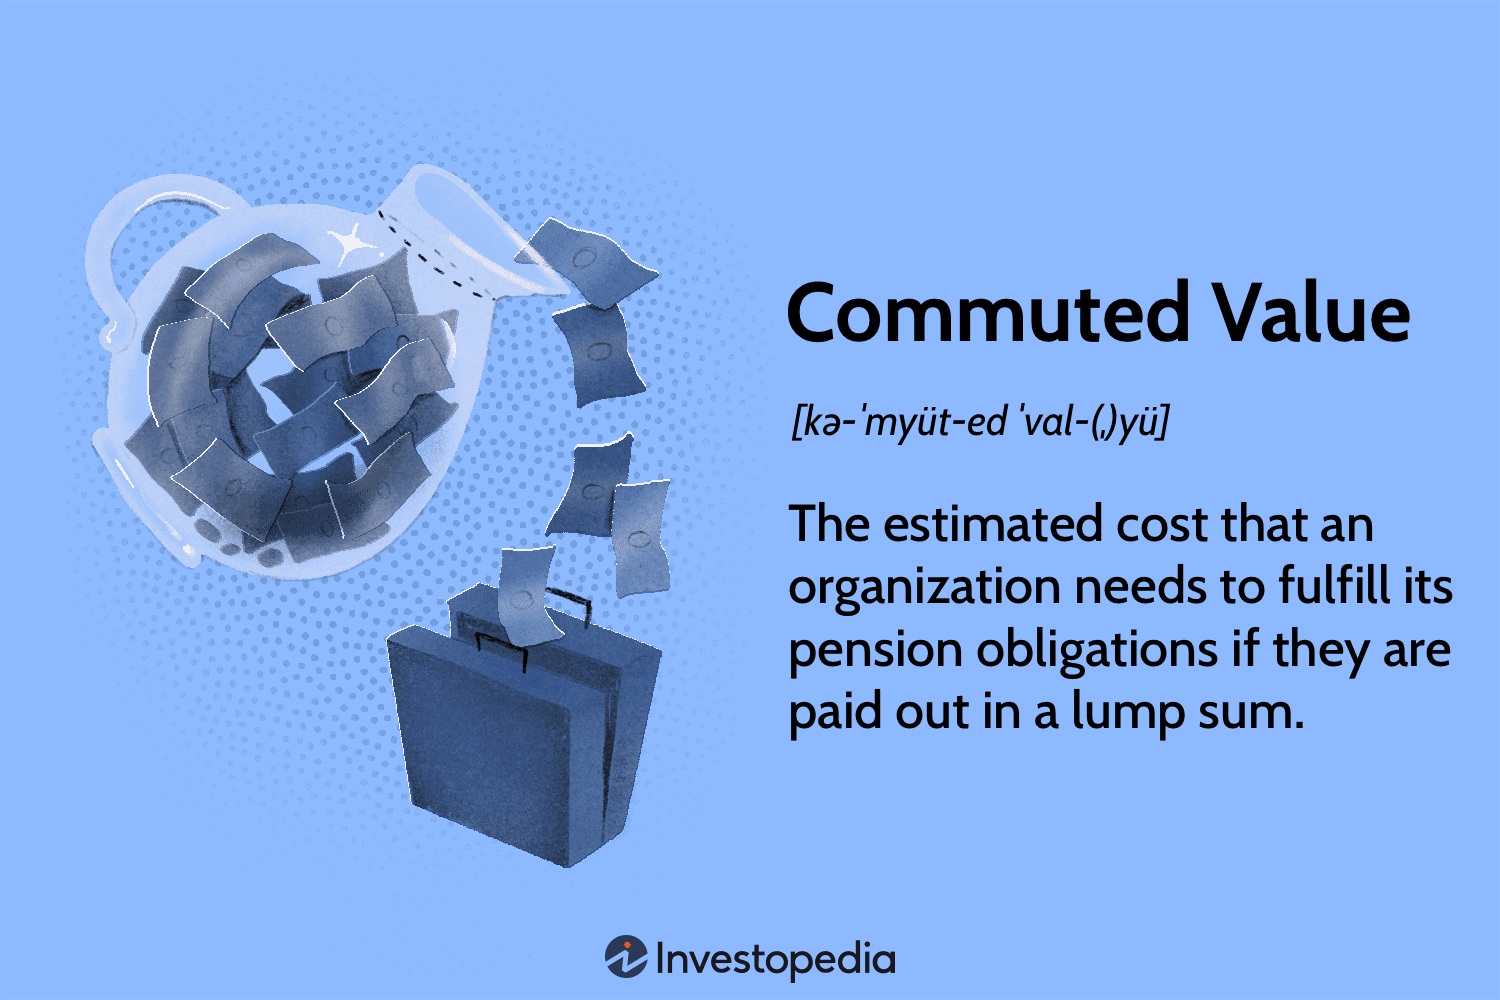 Commuted Value
[kə-ˈmyüt-ed ˈval-(ˌ)yü]
The estimated cost that an
organization needs to fulfill its
pension obligations if they are
paid out in a lump sum.
Investopedia